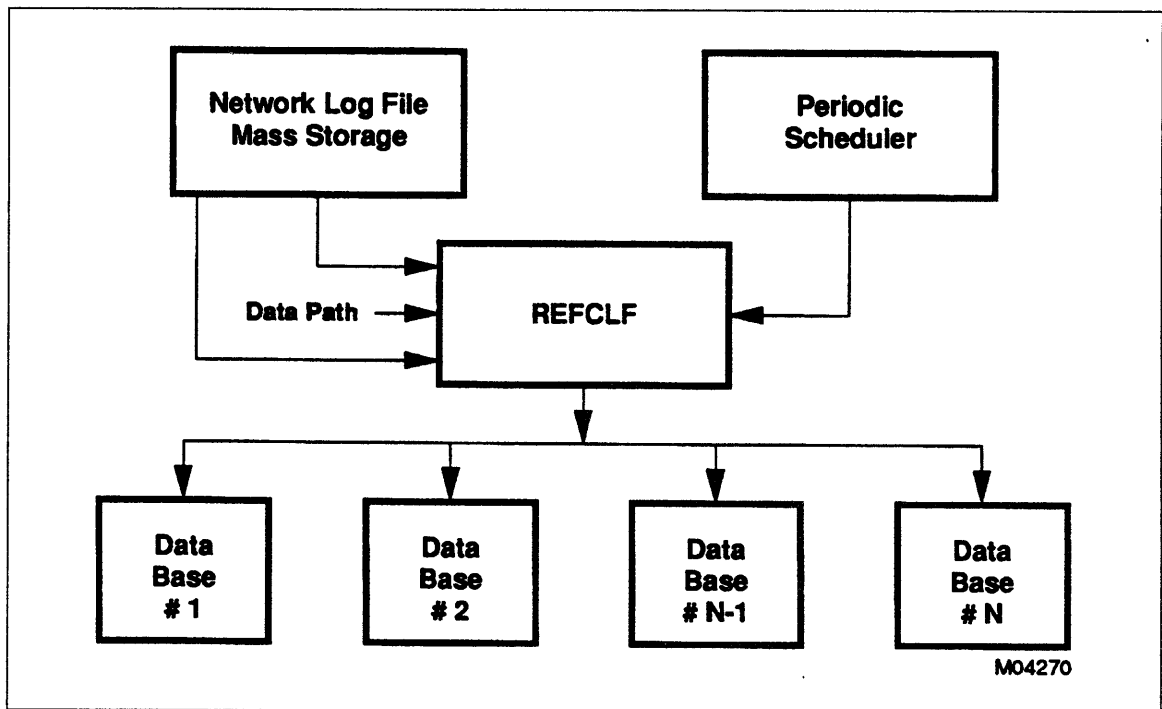 Network Log File
Mass Storage
Periodic
Scheduler
Data Path
REFCLF
Data
Base
# 1
Data
Base
# 2
Data
Base
# N-1
Data
Base
# N
M04270